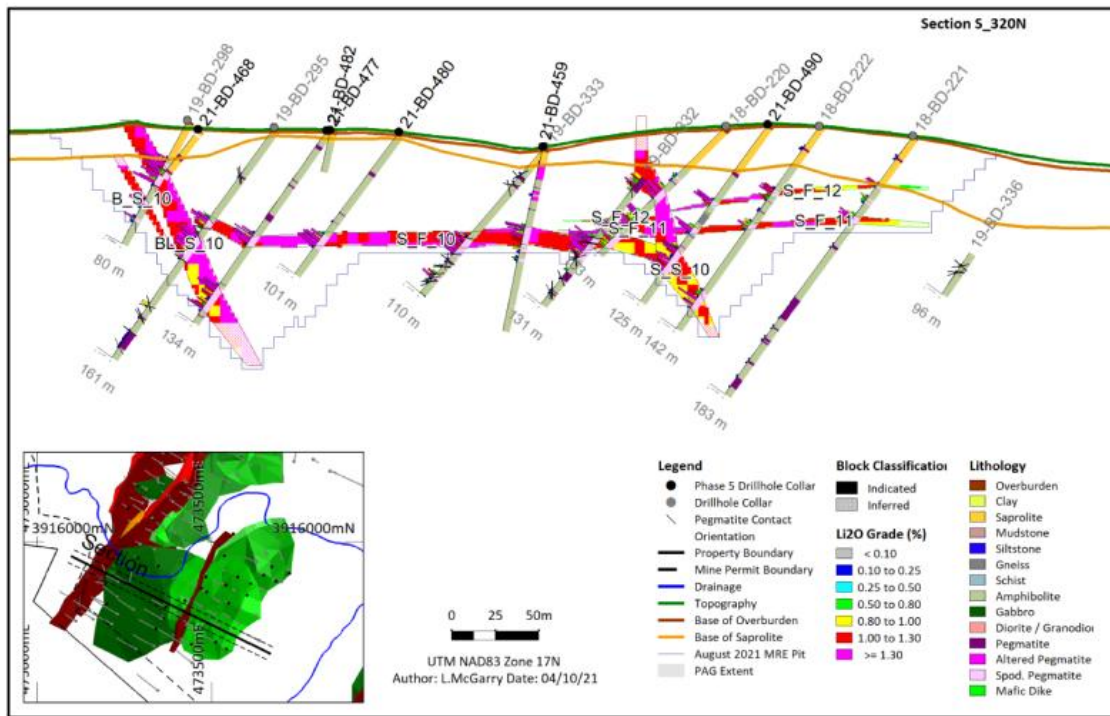 Section S_320N
19-BD-298
21-BD-468
19-BD-295
21-BD-482
21-BD-477
21-BD-480
21-BD-459
19-BD-333
18-BD-220
21-BD-490
18-BD-222
18-BD-221
19-BD-336
B_S_10
BL_S_10
S_F_10
S_F_12
S_F_11
S_F_12
S_F_11
S_S_10
80 m
161 m
134 m
101 m
110 m
131 m
125 m
142 m
183 m
96 m
473500mE
3916000mN
3916000mN
Section
473500mE
0 25 50m
UTM NAD83 Zone 17N
Author: L.McGarry Date: 04/10/21
Legend
Phase 5 Drillhole Collar
Drillhole Collar
Pegmatite Contact
Orientation
Property Boundary
Mine Permit Boundary
Drainage
Topography
Base of Overburden
Base of Saprolite
August 2021 MRE Pit
PAG Extent
Block Classification
Indicated
Inferred
Li2O Grade (%)
< 0.10
0.10 to 0.25
0.25 to 0.50
0.50 to 0.80
0.80 to 1.00
1.00 to 1.30
>= 1.30
Lithology
Overburden
Clay
Saprolite
Mudstone
Siltstone
Gneiss
Schist
Amphibolite
Gabbro
Diorite / Granodior
Pegmatite
Altered Pegmatite
Spod. Pegmatite
Mafic Dike